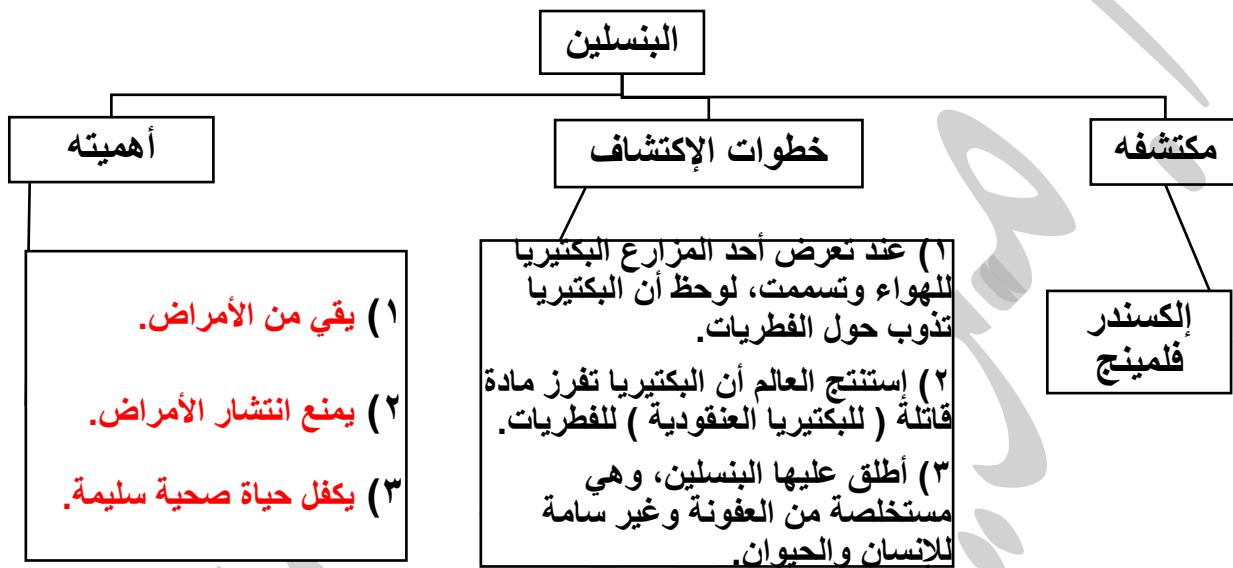 البنسلين
مكتشفه
خطوات الإكتشاف
أهميته
إلكسندر
فلمينج
١) عند تعرض أحد المزارع البكتيريا
للهواء وتسممت، لوحظ أن البكتيريا
تذوب حول الفطريات.
٢) إستنتج العالم أن البكتيريا تفرز مادة
قاتلة ( للبكتيريا العنقودية ) للفطريات.
٣) أطلق عليها البنسلين، وهي
مستخلصة من العفونة وغير سامة
للإنسان والحيوان.
١) يقي من الأمراض.
٢) يمنع انتشار الأمراض.
٣) يكفل حياة صحية سليمة.